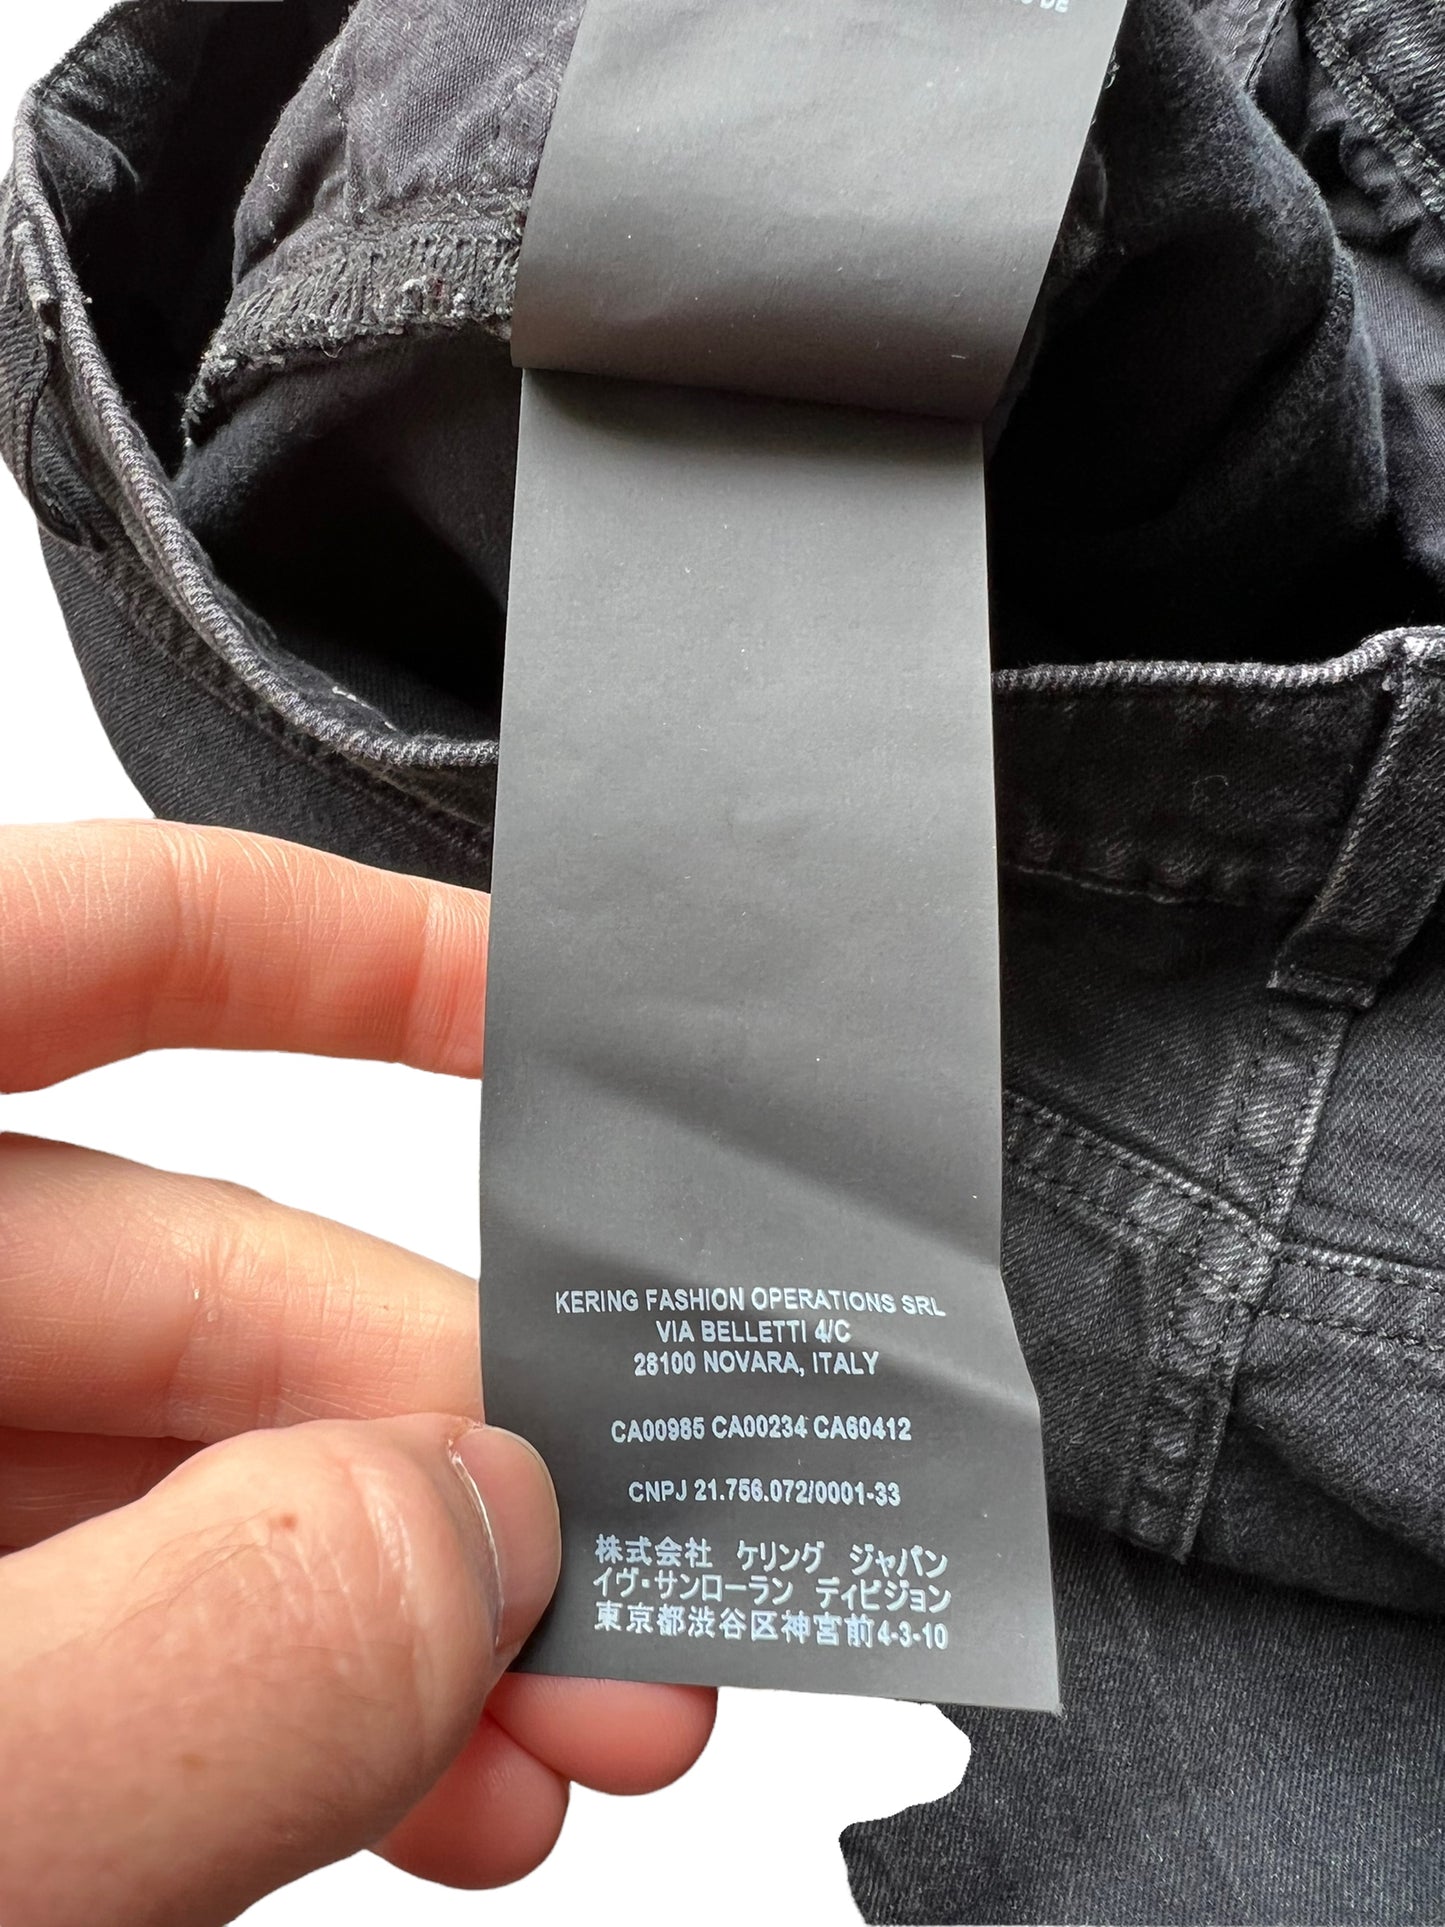 DE
KERING FASHION OPERATIONS SRL
VIA BELLETTI 4/C
28100 NOVARA, ITALY
CA00985 CA00234 CA60412
CNPJ 21.756.072/0001-33
株式会社 ケリング ジャパン
イヴ・サンローラン ディビジョン
東京都渋谷区神宮前4-3-10